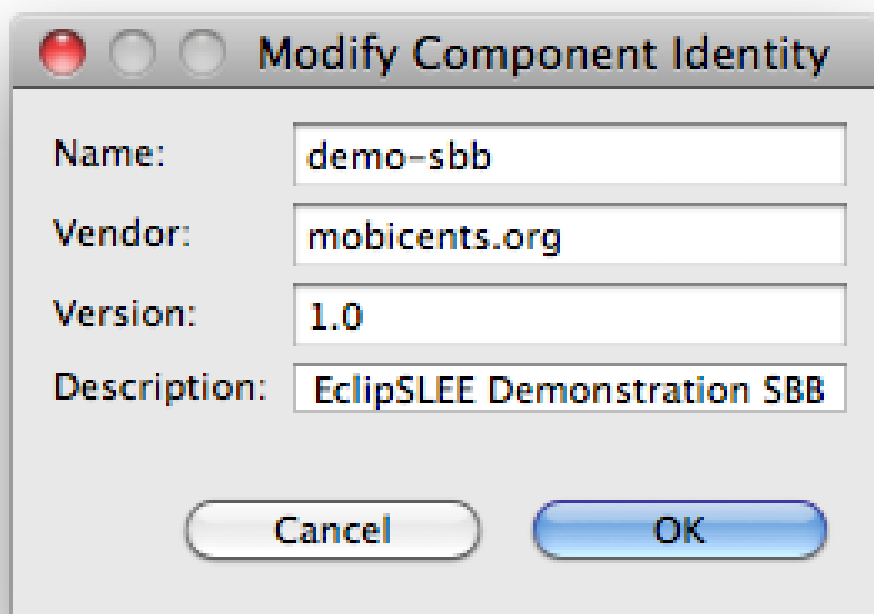 Modify Component Identity
Name: demo-sbb
Vendor: mobicents.org
Version: 1.0
Description: EclipSLEE Demonstration SBB
Cancel OK